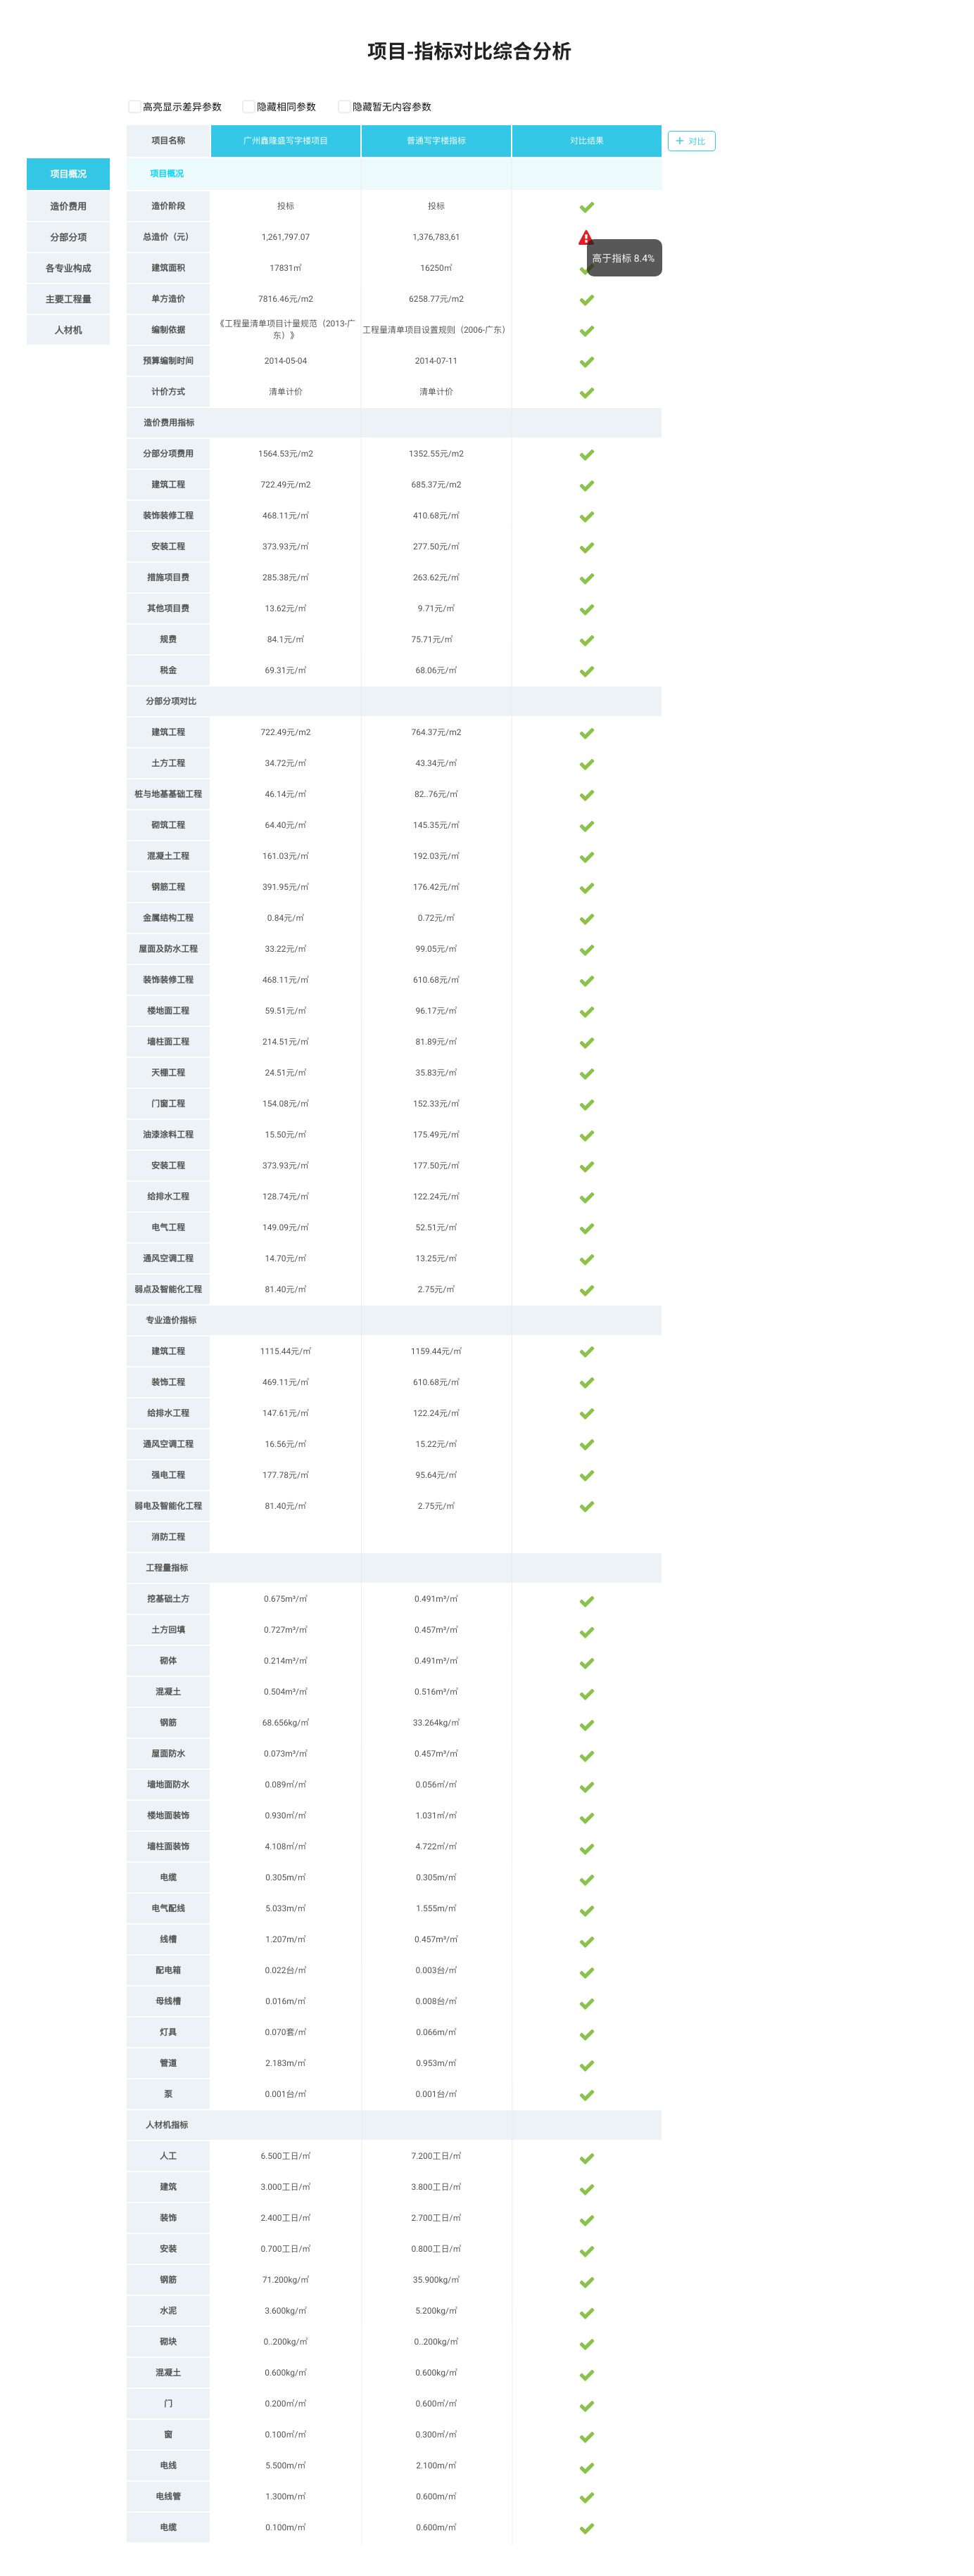 项目-指标对比综合分析
高亮显示差异参数 隐藏相同参数 隐藏暂无内容参数
项目名称 广州鑫隆盛写字楼项目 普通写字楼指标 对比结果 + 对比
项目概况
造价费用
分部分项
各专业构成
主要工程量
人材机
项目概况
造价阶段 投标 投标
总造价（元） 1,261,797.07 1,376,783,61
高于指标 8.4%
建筑面积 17831㎡ 16250㎡
单方造价 7816.46元/m2 6258.77元/m2
编制依据 《工程量清单项目计量规范（2013-广东）》 工程量清单项目设置规则（2006-广东）
预算编制时间 2014-05-04 2014-07-11
计价方式 清单计价 清单计价
造价费用指标
分部分项费用 1564.53元/m2 1352.55元/m2
建筑工程 722.49元/m2 685.37元/m2
装饰装修工程 468.11元/㎡ 410.68元/㎡
安装工程 373.93元/㎡ 277.50元/㎡
措施项目费 285.38元/㎡ 263.62元/㎡
其他项目费 13.62元/㎡ 9.71元/㎡
规费 84.1元/㎡ 75.71元/㎡
税金 69.31元/㎡ 68.06元/㎡
分部分项对比
建筑工程 722.49元/m2 764.37元/m2
土方工程 34.72元/㎡ 43.34元/㎡
桩与地基基础工程 46.14元/㎡ 82..76元/㎡
砌筑工程 64.40元/㎡ 145.35元/㎡
混凝土工程 161.03元/㎡ 192.03元/㎡
钢筋工程 391.95元/㎡ 176.42元/㎡
金属结构工程 0.84元/㎡ 0.72元/㎡
屋面及防水工程 33.22元/㎡ 99.05元/㎡
装饰装修工程 468.11元/㎡ 610.68元/㎡
楼地面工程 59.51元/㎡ 96.17元/㎡
墙柱面工程 214.51元/㎡ 81.89元/㎡
天棚工程 24.51元/㎡ 35.83元/㎡
门窗工程 154.08元/㎡ 152.33元/㎡
油漆涂料工程 15.50元/㎡ 175.49元/㎡
安装工程 373.93元/㎡ 177.50元/㎡
给排水工程 128.74元/㎡ 122.24元/㎡
电气工程 149.09元/㎡ 52.51元/㎡
通风空调工程 14.70元/㎡ 13.25元/㎡
弱点及智能化工程 81.40元/㎡ 2.75元/㎡
专业造价指标
建筑工程 1115.44元/㎡ 1159.44元/㎡
装饰工程 469.11元/㎡ 610.68元/㎡
给排水工程 147.61元/㎡ 122.24元/㎡
通风空调工程 16.56元/㎡ 15.22元/㎡
强电工程 177.78元/㎡ 95.64元/㎡
弱电及智能化工程 81.40元/㎡ 2.75元/㎡
消防工程
工程量指标
挖基础土方 0.675m³/㎡ 0.491m³/㎡
土方回填 0.727m³/㎡ 0.457m³/㎡
砌体 0.214m³/㎡ 0.491m³/㎡
混凝土 0.504m³/㎡ 0.516m³/㎡
钢筋 68.656kg/㎡ 33.264kg/㎡
屋面防水 0.073m³/㎡ 0.457m³/㎡
墙地面防水 0.089㎡/㎡ 0.056㎡/㎡
楼地面装饰 0.930㎡/㎡ 1.031㎡/㎡
墙柱面装饰 4.108㎡/㎡ 4.722㎡/㎡
电缆 0.305m/㎡ 0.305m/㎡
电气配线 5.033m/㎡ 1.555m/㎡
线槽 1.207m/㎡ 0.457m³/㎡
配电箱 0.022台/㎡ 0.003台/㎡
母线槽 0.016m/㎡ 0.008台/㎡
灯具 0.070套/㎡ 0.066m/㎡
管道 2.183m/㎡ 0.953m/㎡
泵 0.001台/㎡ 0.001台/㎡
人材机指标
人工 6.500工日/㎡ 7.200工日/㎡
建筑 3.000工日/㎡ 3.800工日/㎡
装饰 2.400工日/㎡ 2.700工日/㎡
安装 0.700工日/㎡ 0.800工日/㎡
钢筋 71.200kg/㎡ 35.900kg/㎡
水泥 3.600kg/㎡ 5.200kg/㎡
砌块 0..200kg/㎡ 0..200kg/㎡
混凝土 0.600kg/㎡ 0.600kg/㎡
门 0.200㎡/㎡ 0.600㎡/㎡
窗 0.100㎡/㎡ 0.300㎡/㎡
电线 5.500m/㎡ 2.100m/㎡
电线管 1.300m/㎡ 0.600m/㎡
电缆 0.100m/㎡ 0.600m/㎡